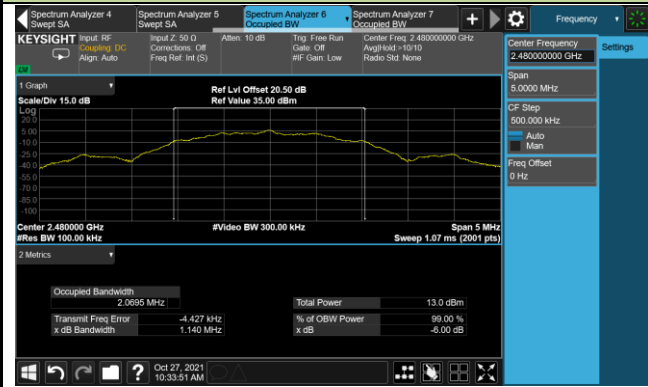 Spectrum Analyzer 4
Swept SA
Spectrum Analyzer 5
Swept SA
Spectrum Analyzer 6
Occupied BW
Spectrum Analyzer 7
Occupied BW
Frequency
KEYSIGHT
Input: RF
Coupling: DC
Align: Auto
Input Z: 50 Ω
Corrections: Off
Freq Ref: Int (S)
Atten: 10 dB
Trig: Free Run
Gate: Off
#IF Gain: Low
Center Freq: 2.480000000 GHz
Avg|Hold:>10/10
Radio Std: None
Center Frequency
2.480000000 GHz
Settings
Span
5.0000 MHz
CF Step
500.000 kHz
Auto
Man
Freq Offset
0 Hz
1 Graph
Scale/Div 15.0 dB
Ref Lvl Offset 20.50 dB
Ref Value 35.00 dBm
Log
20.0
5.00
-10.0
-25.0
-40.0
-55.0
-70.0
-85.0
-100
Center 2.480000 GHz
#Res BW 100.00 kHz
#Video BW 300.00 kHz
Span 5 MHz
Sweep 1.07 ms (2001 pts)
2 Metrics
Occupied Bandwidth
2.0695 MHz
Transmit Freq Error -4.427 kHz
x dB Bandwidth 1.140 MHz
Total Power 13.0 dBm
% of OBW Power 99.00 %
x dB -6.00 dB
Oct 27, 2021
10:33:51 AM